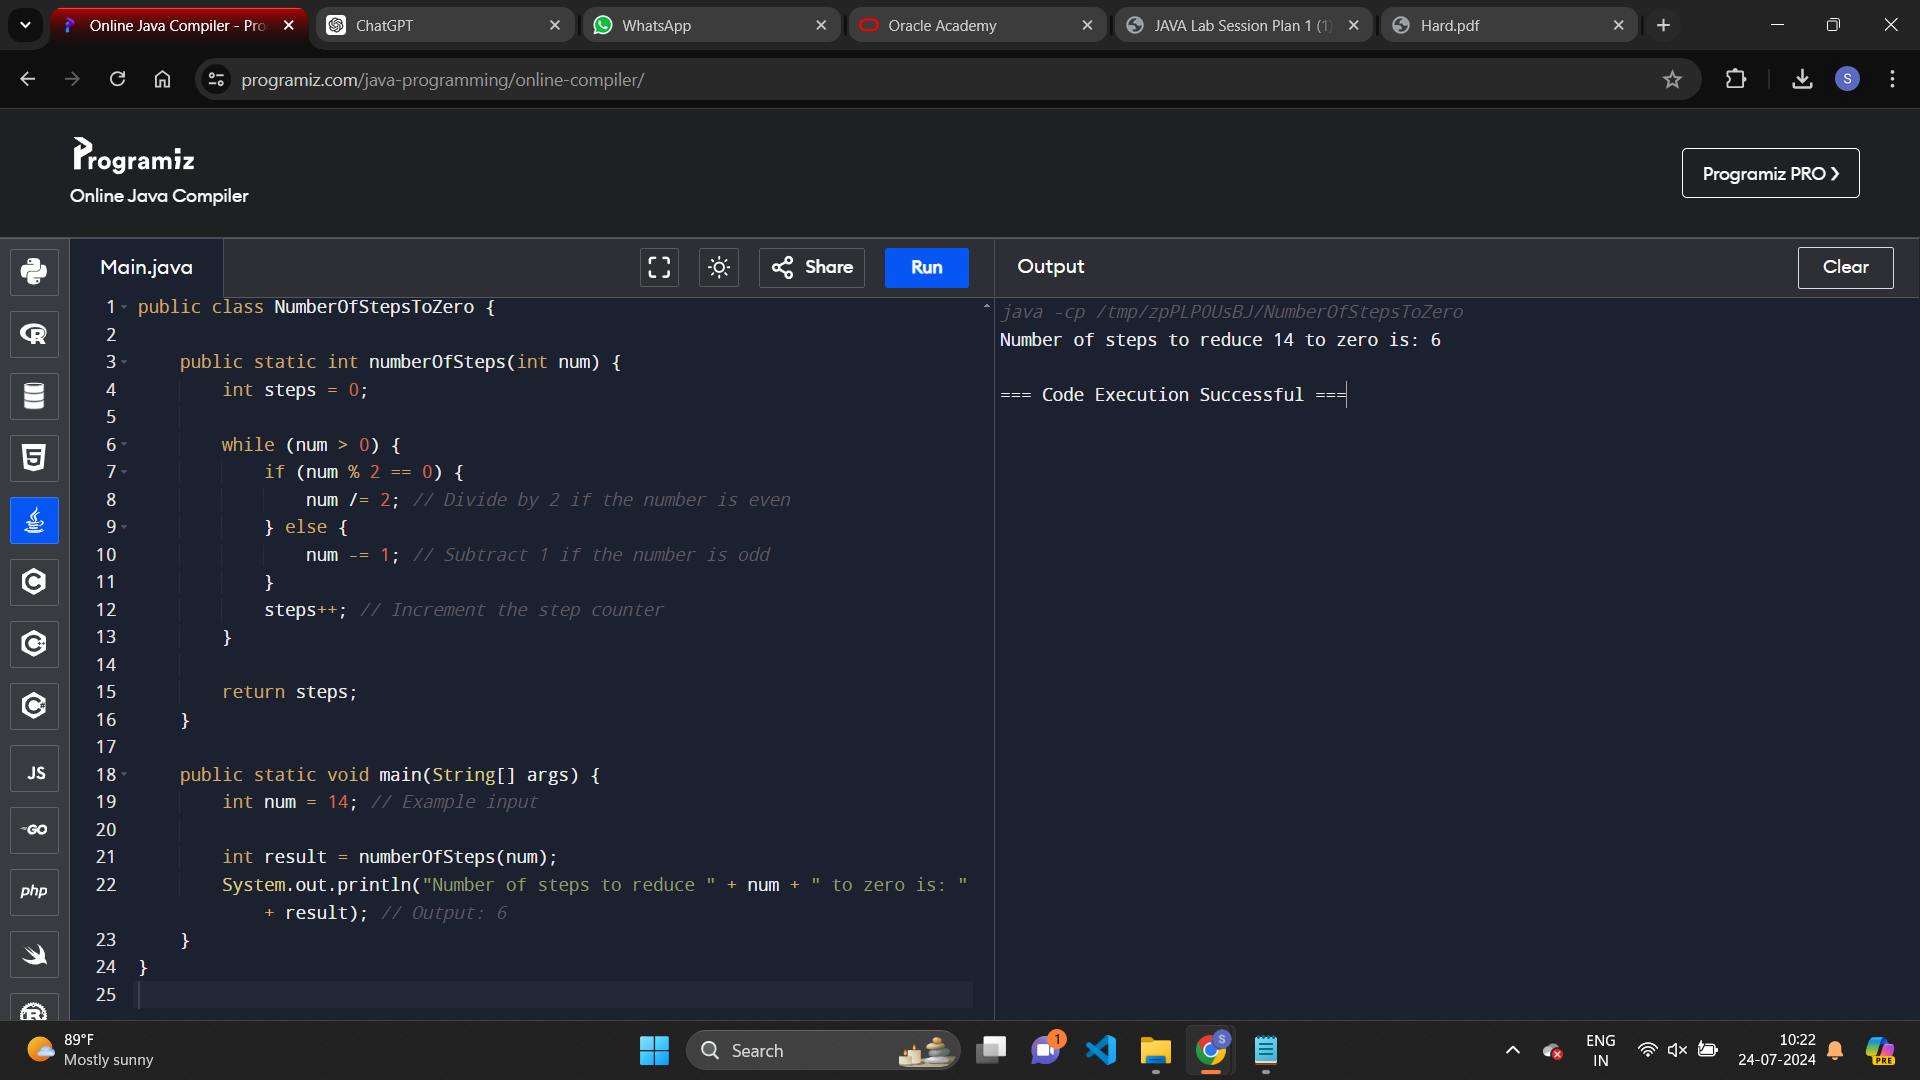 Online Java Compiler - Pro
ChatGPT
WhatsApp
Oracle Academy
JAVA Lab Session Plan 1 (1)
Hard.pdf
programiz.com/java-programming/online-compiler/
S
Programiz
Online Java Compiler
Programiz PRO
Main.java
Share
Run
Output
Clear
1 public class NumberOfStepsToZero {
2
3     public static int numberOfSteps(int num) {
4         int steps = 0;
5
6         while (num > 0) {
7             if (num % 2 == 0) {
8                 num /= 2; // Divide by 2 if the number is even
9             } else {
10                 num -= 1; // Subtract 1 if the number is odd
11             }
12             steps++; // Increment the step counter
13         }
14
15         return steps;
16     }
17
18     public static void main(String[] args) {
19         int num = 14; // Example input
20
21         int result = numberOfSteps(num);
22         System.out.println("Number of steps to reduce " + num + " to zero is: "
            + result); // Output: 6
23     }
24 }
25
java -cp /tmp/zpPLPOUsBJ/NumberOfStepsToZero
Number of steps to reduce 14 to zero is: 6
=== Code Execution Successful ===
JS
GO
php
89°F
Mostly sunny
Search
1
S
ENG
IN
10:22
24-07-2024
PRE